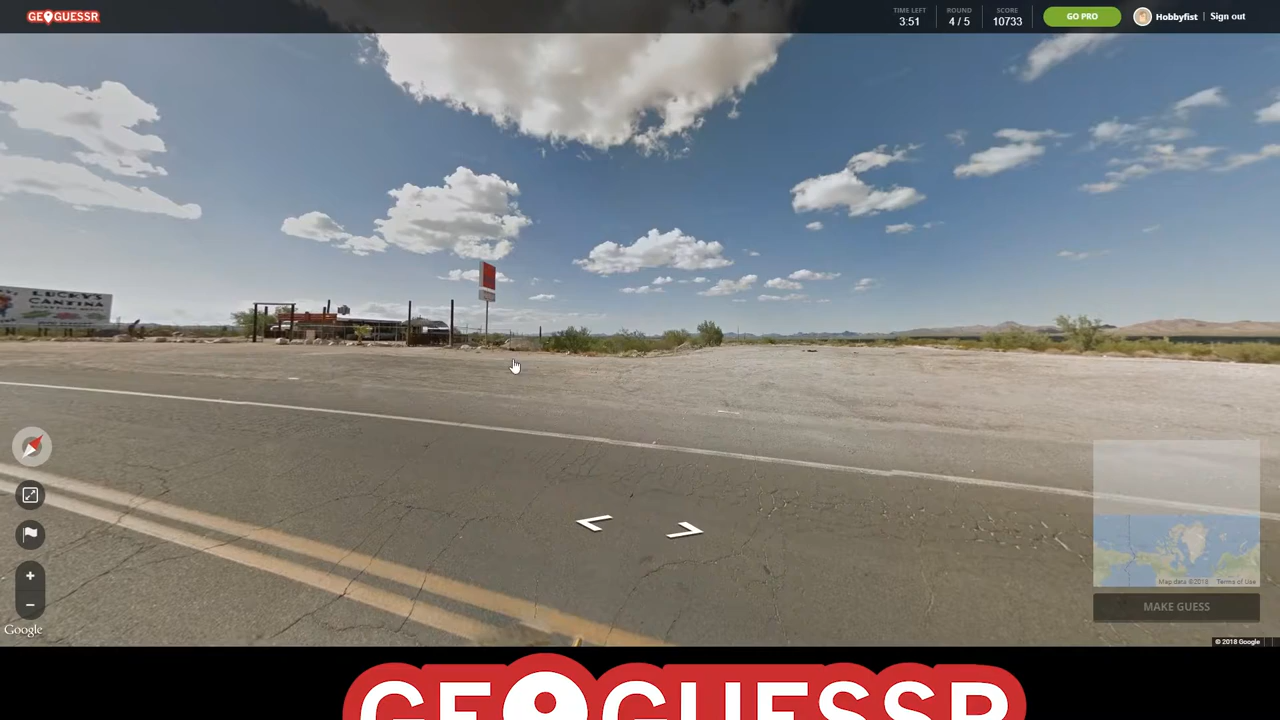 GEOGUESSR
TIME LEFT
3:51
ROUND
4 / 5
SCORE
10733
GO PRO
Hobbyfist
Sign out
LUCKY'S
CANTINA
Map data ©2018
Terms of Use
MAKE GUESS
Google
© 2018 Google
GEOGUESSR